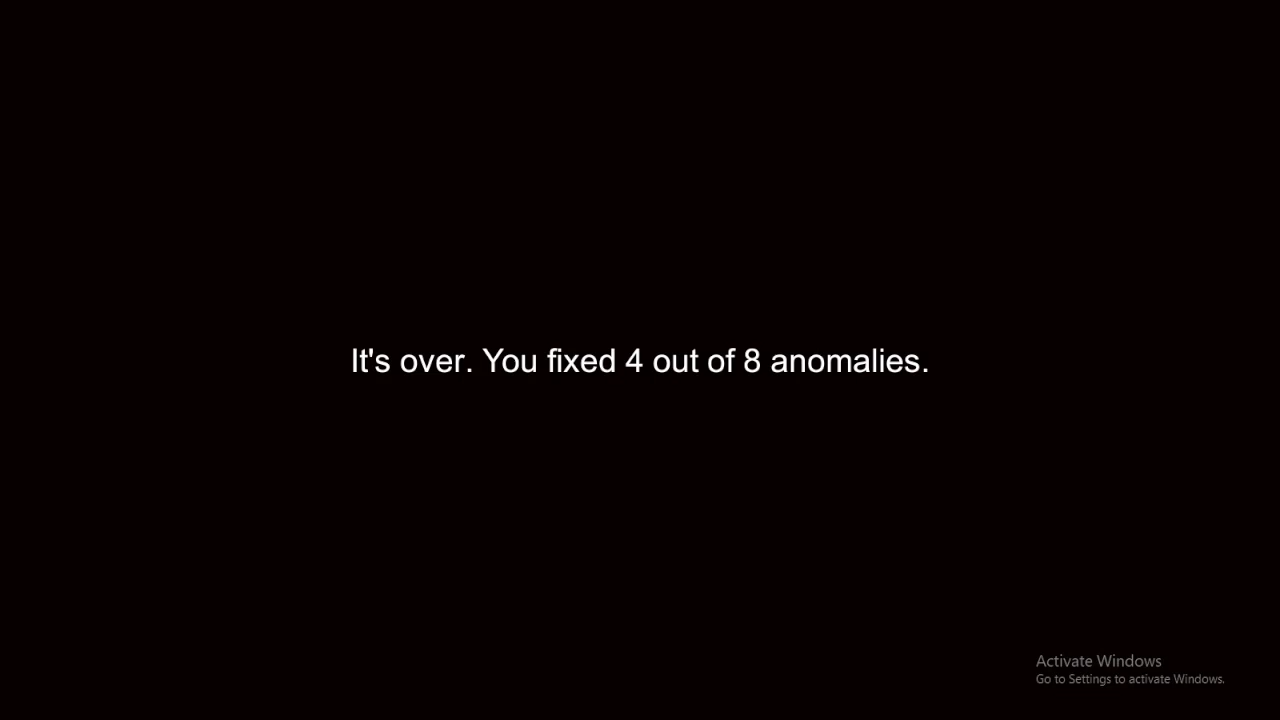 It's over. You fixed 4 out of 8 anomalies.
Activate Windows
Go to Settings to activate Windows.